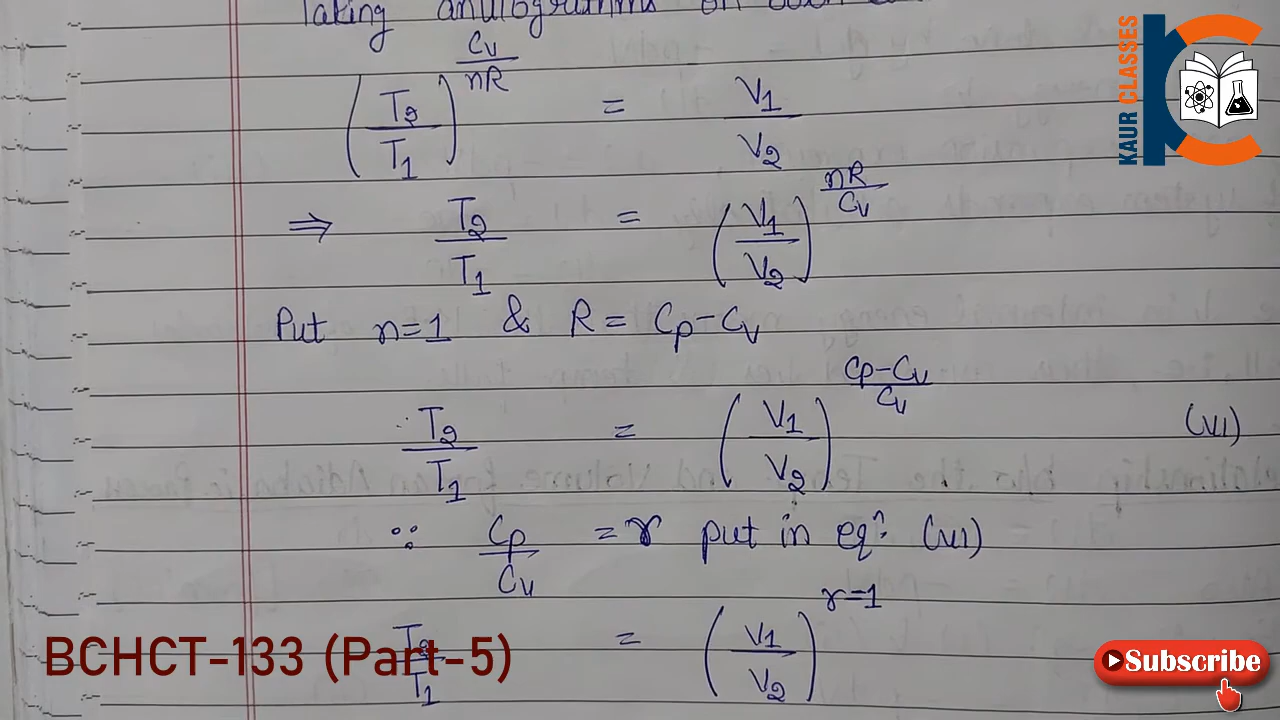 Taking antilogarithms on both
(T2/T1)^(Cv/nR) = V1/V2
⇒ T2/T1 = (V1/V2)^(nR/Cv)
Put n=1 & R = Cp-Cv
T2/T1 = (V1/V2)^((Cp-Cv)/Cv) (VI)
∵ Cp/Cv = r put in eqn. (VI)
T2/T1 = (V1/V2)^(r=1)
BCHCT-133 (Part-5)
KAUR CLASSES
Subscribe